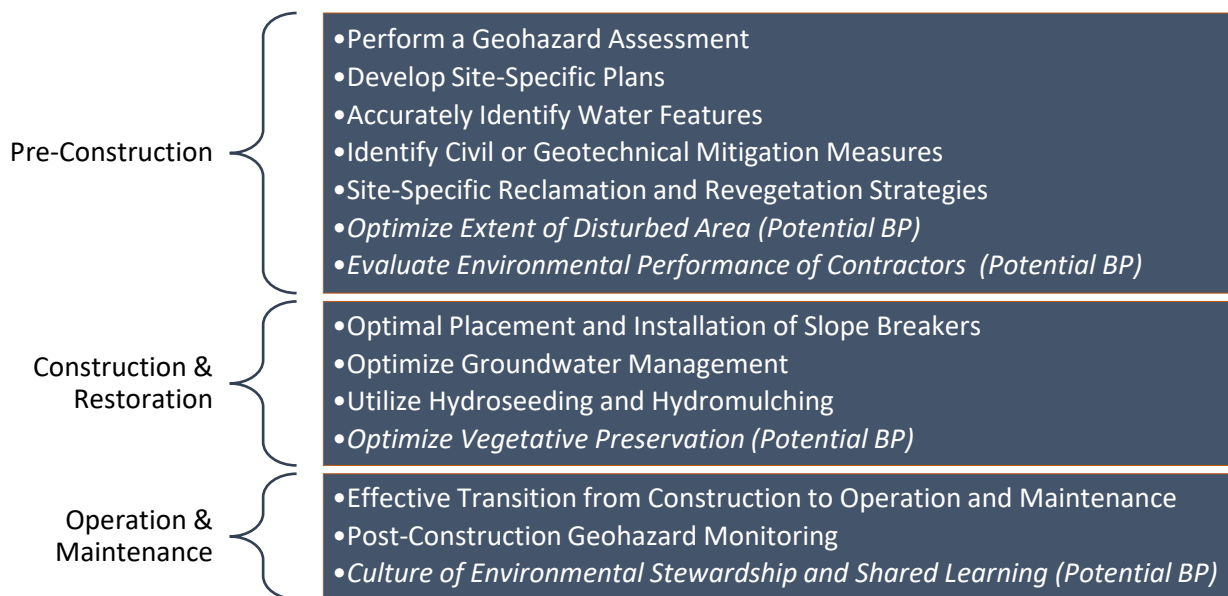 Pre-Construction
•Perform a Geohazard Assessment
•Develop Site-Specific Plans
•Accurately Identify Water Features
•Identify Civil or Geotechnical Mitigation Measures
•Site-Specific Reclamation and Revegetation Strategies
•Optimize Extent of Disturbed Area (Potential BP)
•Evaluate Environmental Performance of Contractors (Potential BP)
Construction &
Restoration
•Optimal Placement and Installation of Slope Breakers
•Optimize Groundwater Management
•Utilize Hydroseeding and Hydromulching
•Optimize Vegetative Preservation (Potential BP)
Operation &
Maintenance
•Effective Transition from Construction to Operation and Maintenance
•Post-Construction Geohazard Monitoring
•Culture of Environmental Stewardship and Shared Learning (Potential BP)